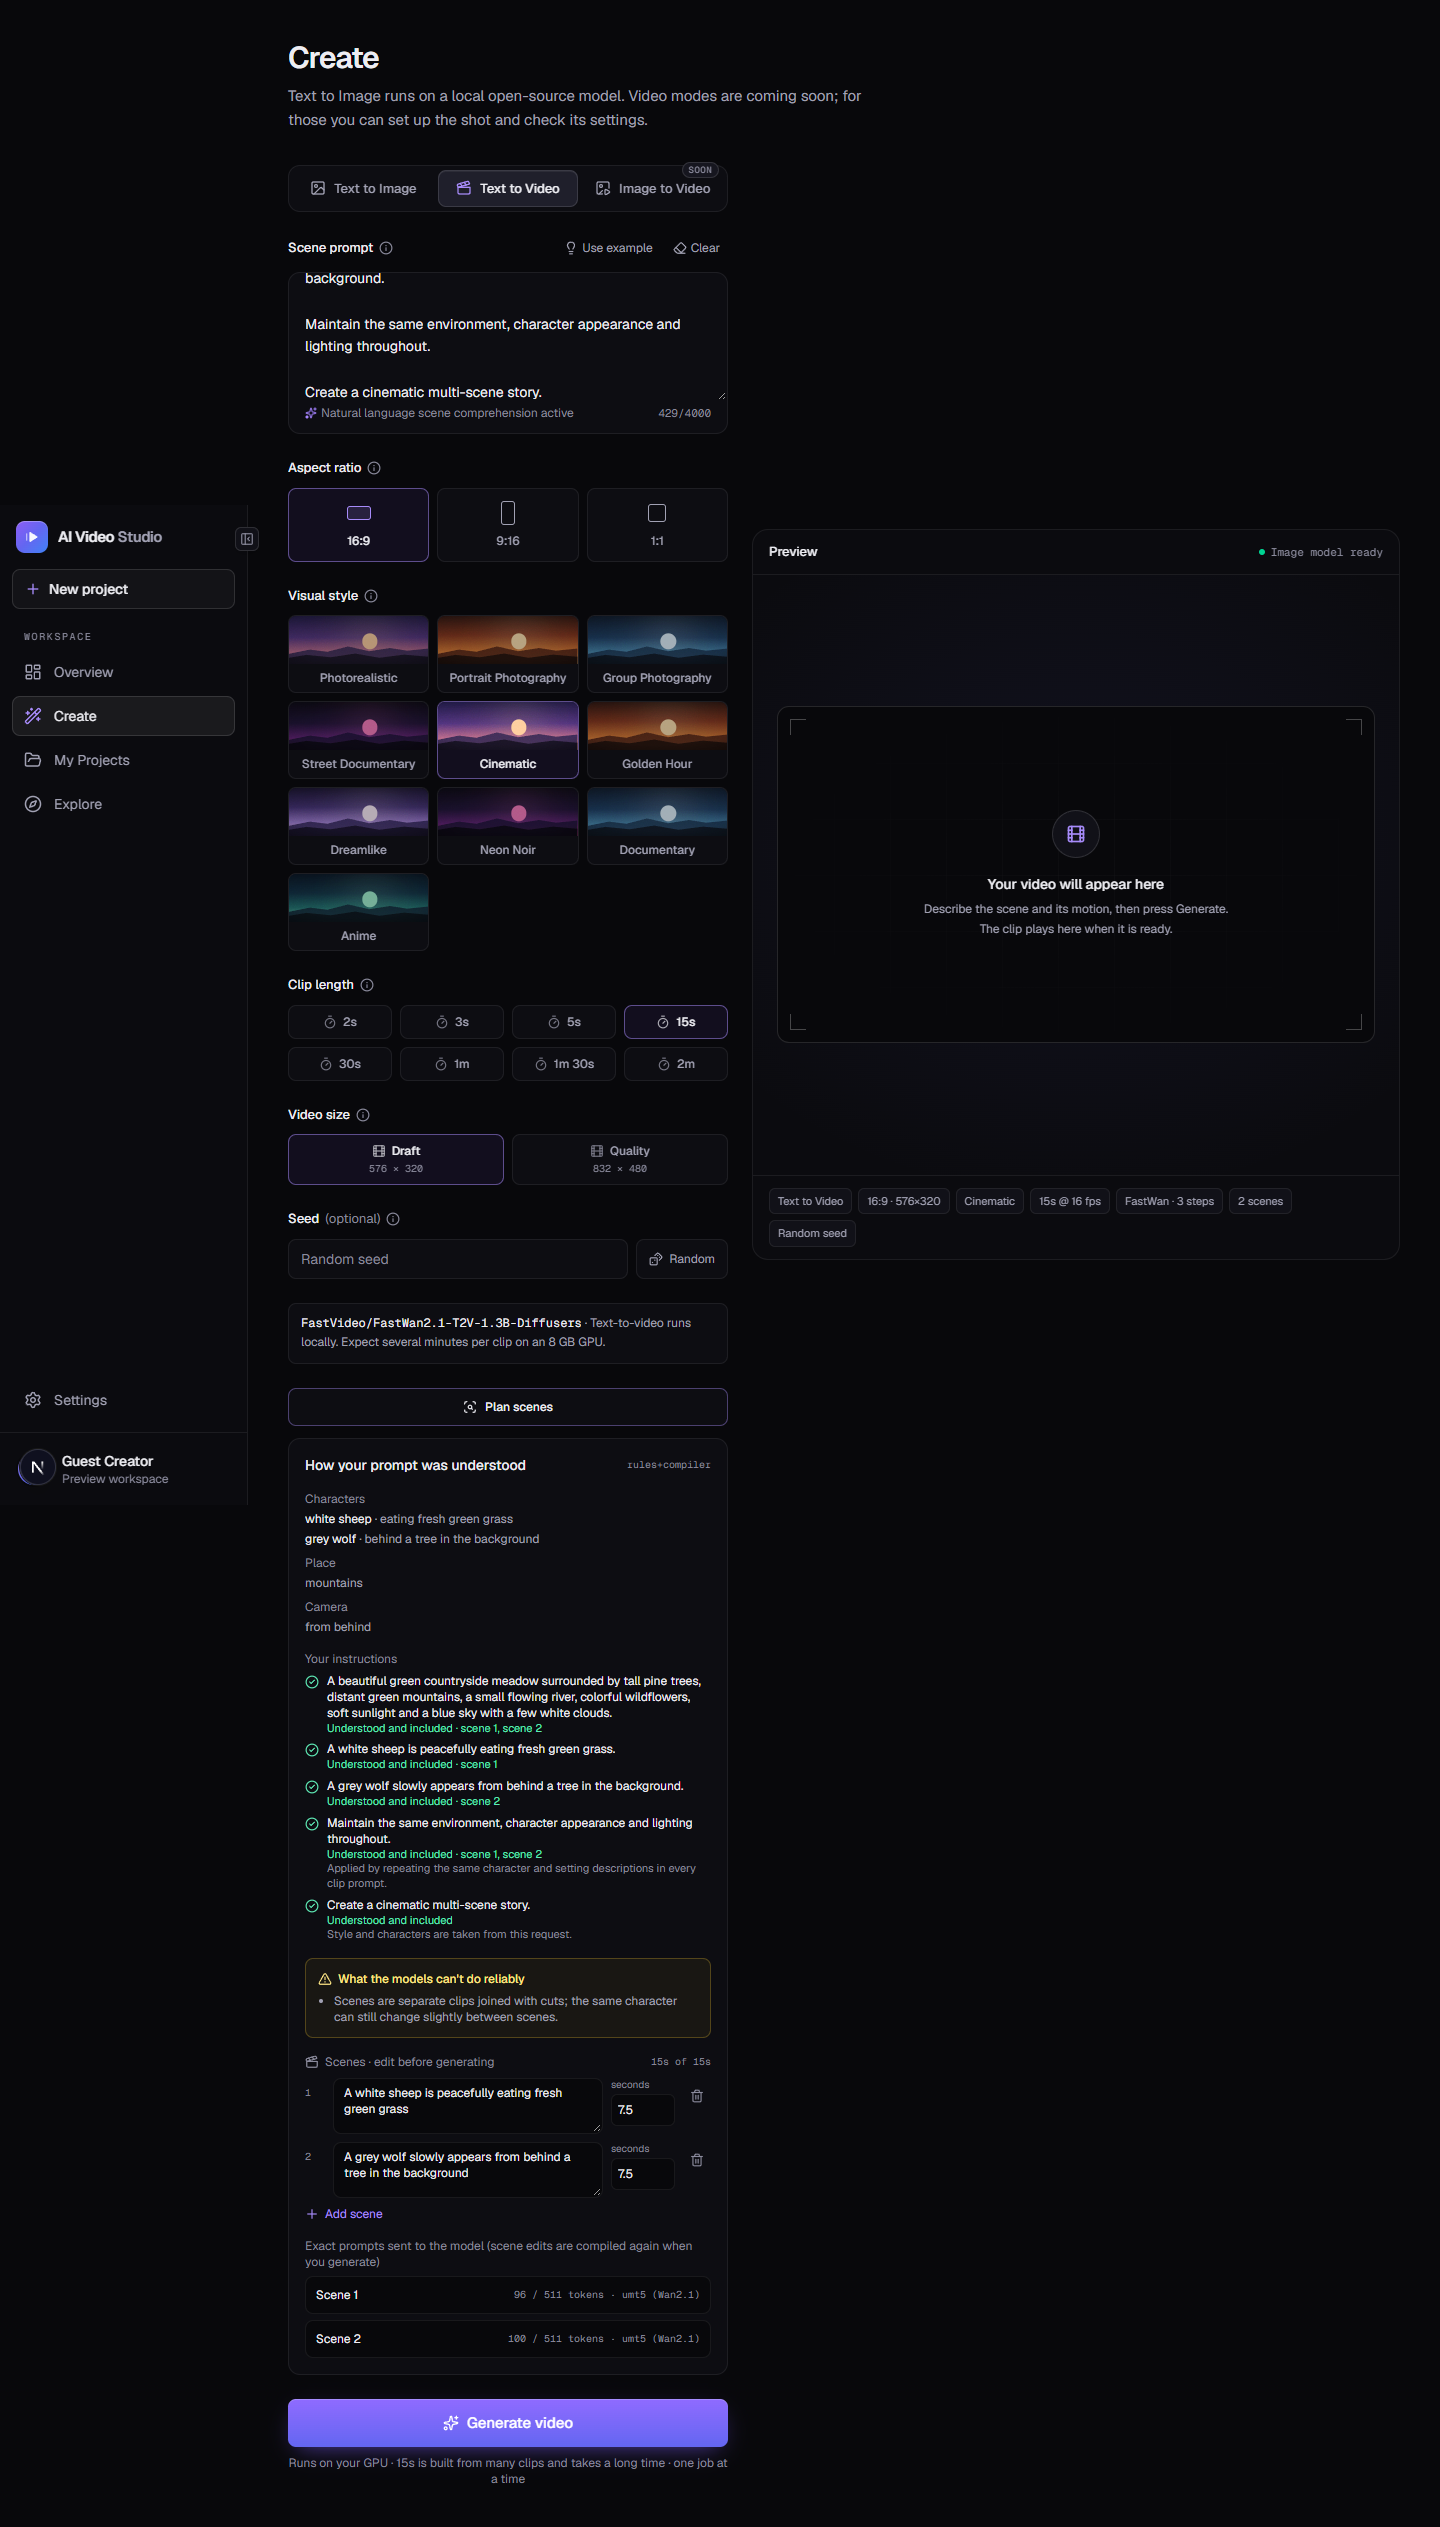 Create
Text to Image runs on a local open-source model. Video modes are coming soon; for
those you can set up the shot and check its settings.
SOON
Text to Image
Text to Video
Image to Video
Scene prompt
Use example
Clear
background.
Maintain the same environment, character appearance and
lighting throughout.
Create a cinematic multi-scene story.
Natural language scene comprehension active
429/4000
Aspect ratio
16:9
9:16
1:1
Visual style
Photorealistic
Portrait Photography
Group Photography
Street Documentary
Cinematic
Golden Hour
Dreamlike
Neon Noir
Documentary
Anime
Clip length
2s
3s
5s
15s
30s
1m
1m 30s
2m
Video size
Draft
576 × 320
Quality
832 × 480
Seed (optional)
Random seed
Random
FastVideo/FastWan2.1-T2V-1.3B-Diffusers · Text-to-video runs
locally. Expect several minutes per clip on an 8 GB GPU.
Plan scenes
How your prompt was understood
rules+compiler
Characters
white sheep · eating fresh green grass
grey wolf · behind a tree in the background
Place
mountains
Camera
from behind
Your instructions
A beautiful green countryside meadow surrounded by tall pine trees,
distant green mountains, a small flowing river, colorful wildflowers,
soft sunlight and a blue sky with a few white clouds.
Understood and included · scene 1, scene 2
A white sheep is peacefully eating fresh green grass.
Understood and included · scene 1
A grey wolf slowly appears from behind a tree in the background.
Understood and included · scene 2
Maintain the same environment, character appearance and lighting
throughout.
Understood and included · scene 1, scene 2
Applied by repeating the same character and setting descriptions in every
clip prompt.
Create a cinematic multi-scene story.
Understood and included
Style and characters are taken from this request.
What the models can't do reliably
• Scenes are separate clips joined with cuts; the same character
can still change slightly between scenes.
Scenes · edit before generating
15s of 15s
1
A white sheep is peacefully eating fresh
green grass
seconds
7.5
2
A grey wolf slowly appears from behind a
tree in the background
seconds
7.5
Add scene
Exact prompts sent to the model (scene edits are compiled again when
you generate)
Scene 1
96 / 511 tokens · umt5 (Wan2.1)
Scene 2
100 / 511 tokens · umt5 (Wan2.1)
Generate video
Runs on your GPU · 15s is built from many clips and takes a long time · one job at
a time
AI Video Studio
New project
WORKSPACE
Overview
Create
My Projects
Explore
Settings
N
Guest Creator
Preview workspace
Preview
Image model ready
Your video will appear here
Describe the scene and its motion, then press Generate.
The clip plays here when it is ready.
Text to Video
16:9 · 576×320
Cinematic
15s @ 16 fps
FastWan · 3 steps
2 scenes
Random seed